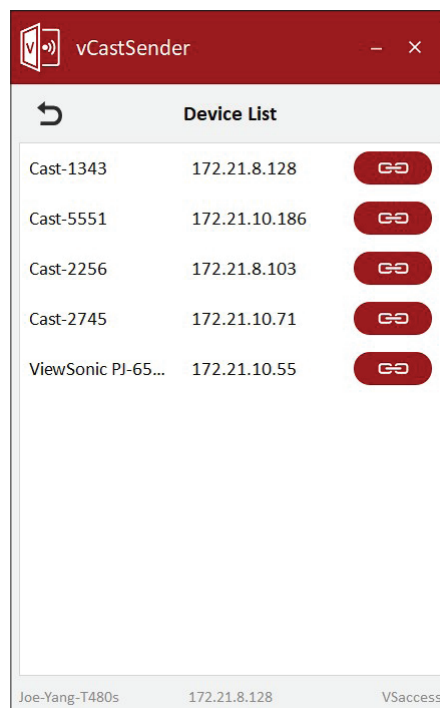 V vCastSender
Device List
Cast-1343 172.21.8.128
Cast-5551 172.21.10.186
Cast-2256 172.21.8.103
Cast-2745 172.21.10.71
ViewSonic PJ-65... 172.21.10.55
Joe-Yang-T480s 172.21.8.128 VSaccess